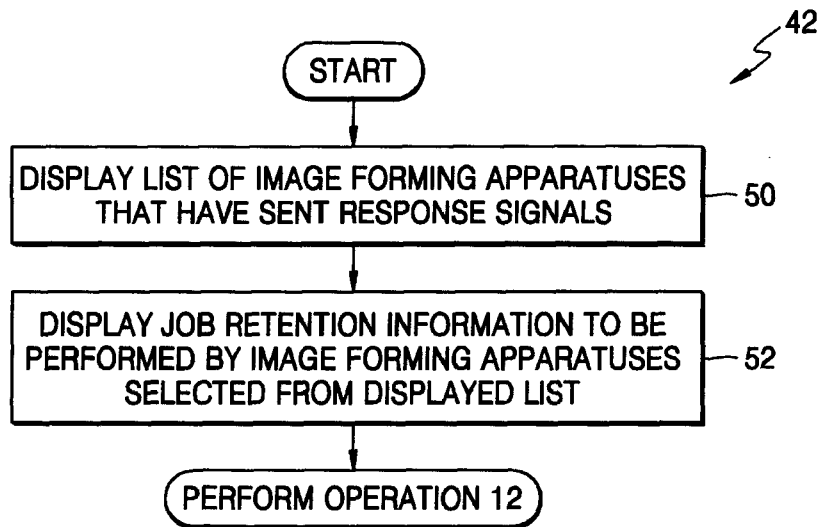 42
START
DISPLAY LIST OF IMAGE FORMING APPARATUSES
THAT HAVE SENT RESPONSE SIGNALS
50
DISPLAY JOB RETENTION INFORMATION TO BE
PERFORMED BY IMAGE FORMING APPARATUSES
SELECTED FROM DISPLAYED LIST
52
PERFORM OPERATION 12